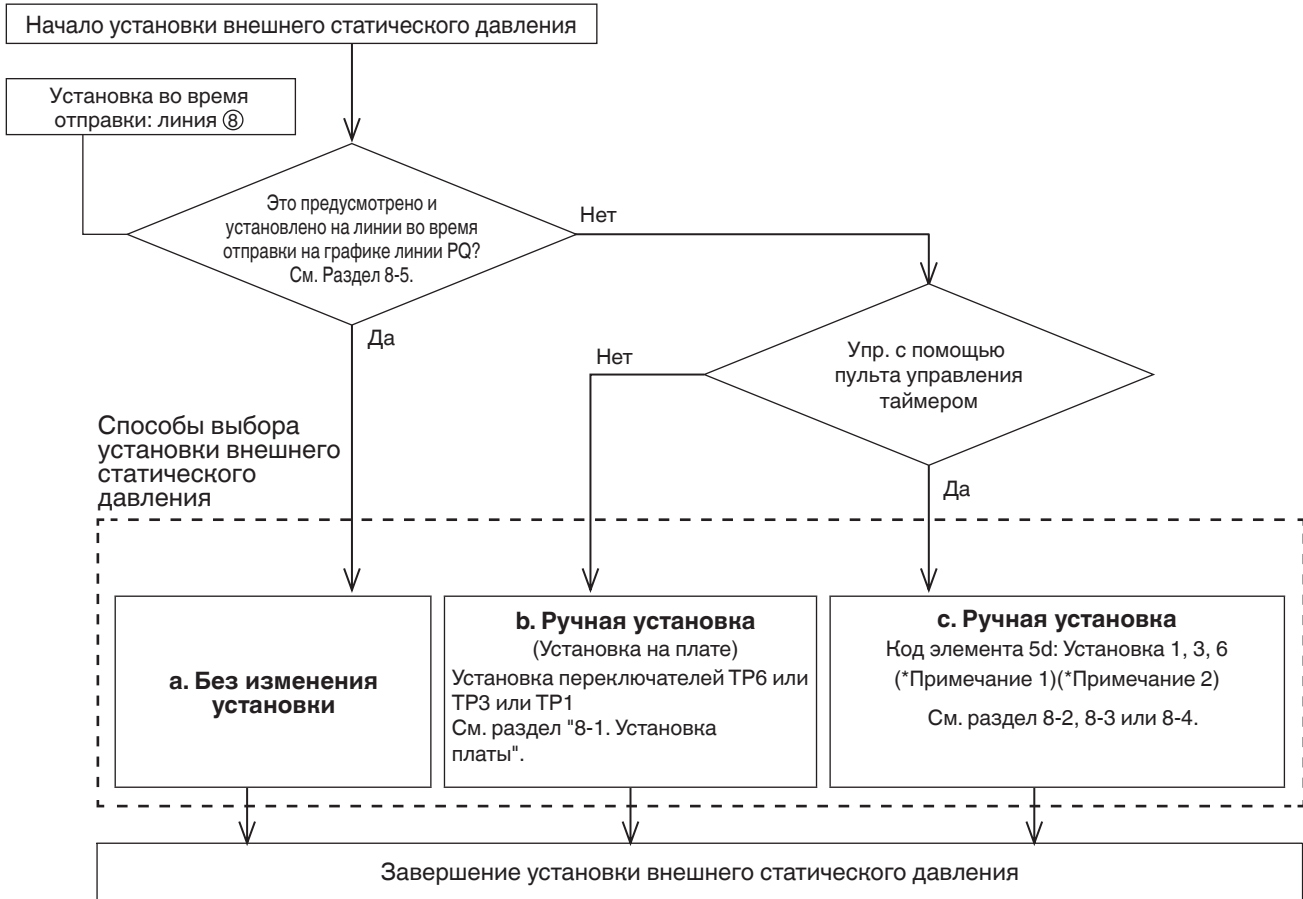 Начало установки внешнего статического давления
Установка во время
отправки: линия ⑧
Это предусмотрено и
установлено на линии во время
отправки на графике линии PQ?
См. Раздел 8-5.
Нет
Да
Упр. с помощью
пульта управления
таймером
Нет
Да
Способы выбора
установки внешнего
статического
давления
a. Без изменения
установки
b. Ручная установка
(Установка на плате)
Установка переключателей TP6 или
TP3 или TP1
См. раздел "8-1. Установка
платы".
c. Ручная установка
Код элемента 5d: Установка 1, 3, 6
(*Примечание 1)(*Примечание 2)
См. раздел 8-2, 8-3 или 8-4.
Завершение установки внешнего статического давления